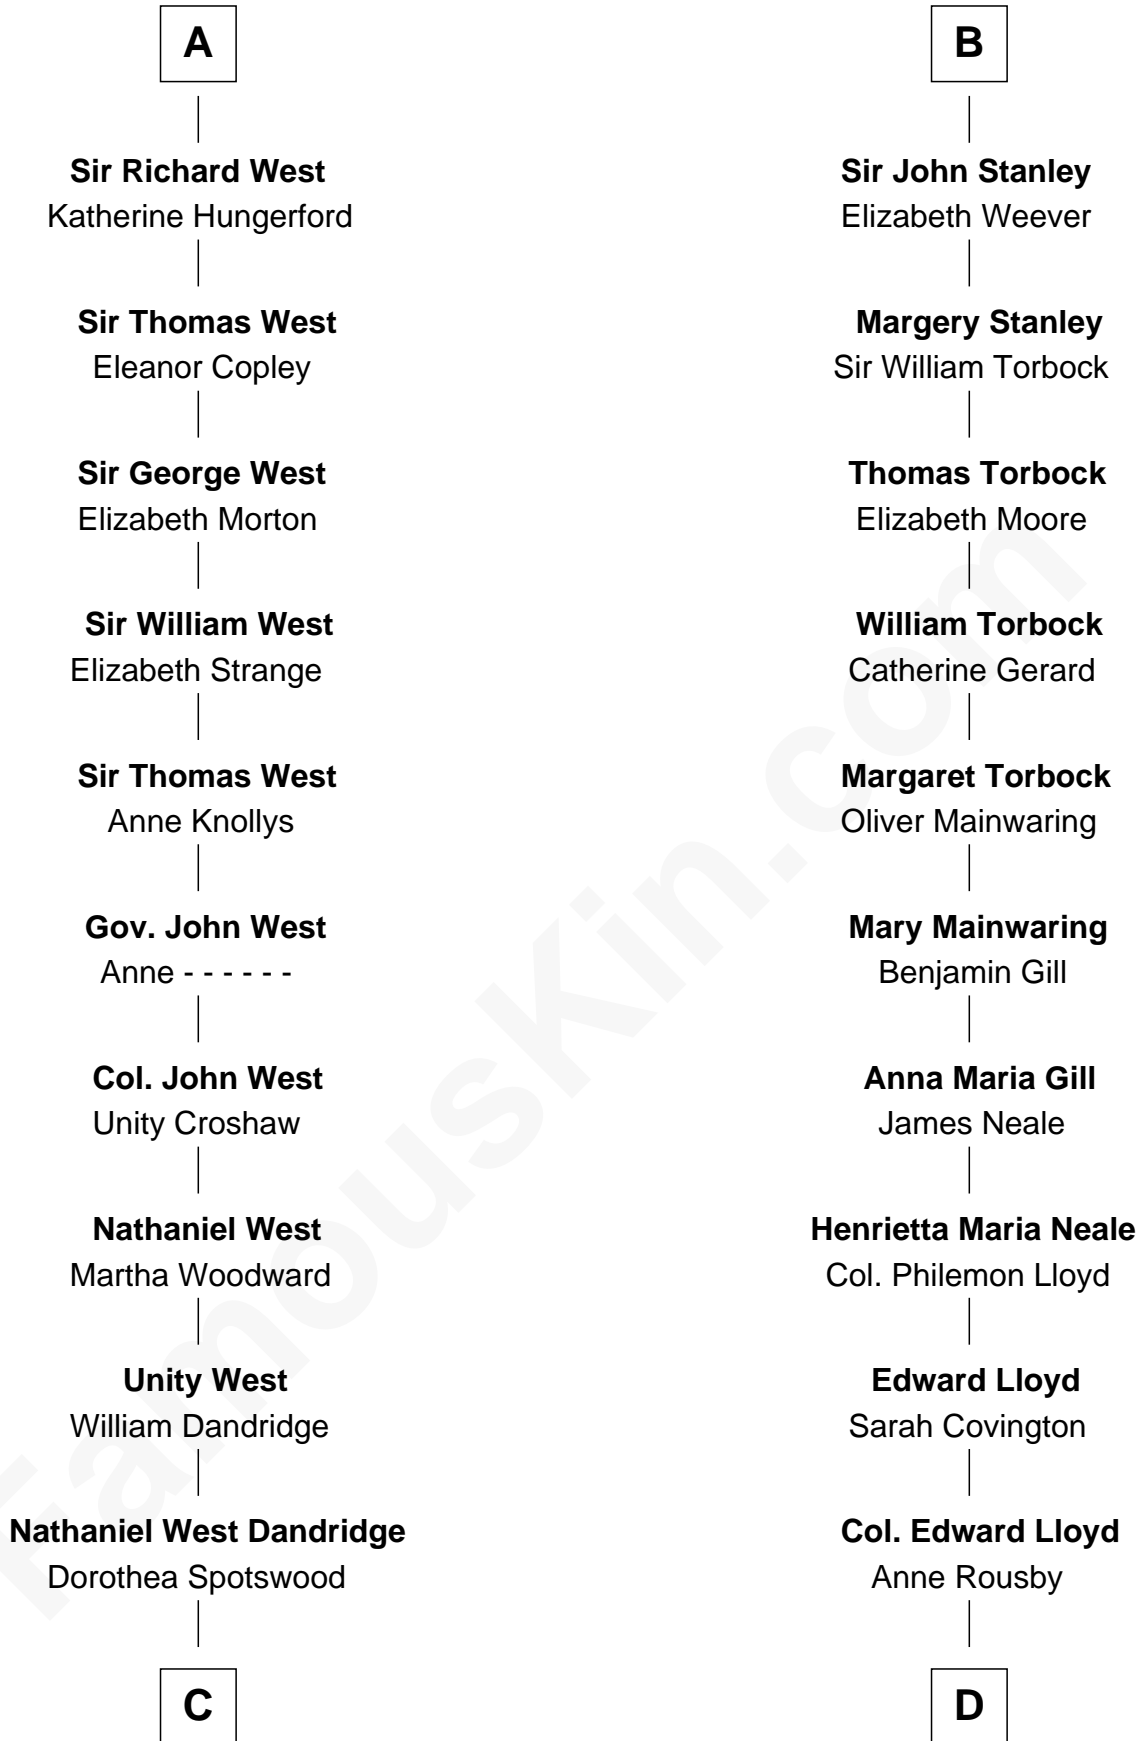 A
Sir Richard West
Katherine Hungerford
Sir Thomas West
Eleanor Copley
Sir George West
Elizabeth Morton
Sir William West
Elizabeth Strange
Sir Thomas West
Anne Knollys
Gov. John West
Anne - - - - - -
Col. John West
Unity Croshaw
Nathaniel West
Martha Woodward
Unity West
William Dandridge
Nathaniel West Dandridge
Dorothea Spotswood
C
B
Sir John Stanley
Elizabeth Weever
Margery Stanley
Sir William Torbock
Thomas Torbock
Elizabeth Moore
William Torbock
Catherine Gerard
Margaret Torbock
Oliver Mainwaring
Mary Mainwaring
Benjamin Gill
Anna Maria Gill
James Neale
Henrietta Maria Neale
Col. Philemon Lloyd
Edward Lloyd
Sarah Covington
Col. Edward Lloyd
Anne Rousby
D
FamousKin.com